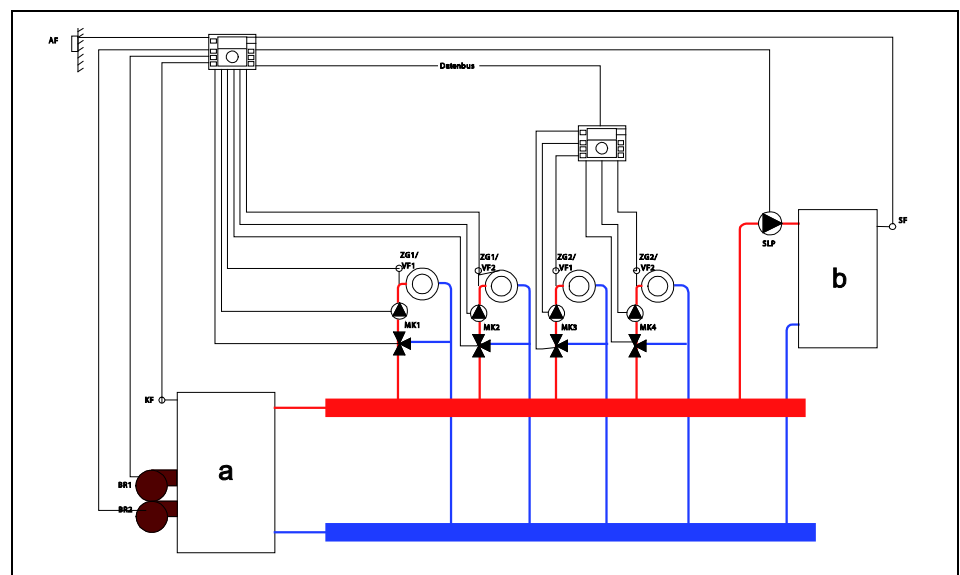 AF
Datenbus
SF
SLP
ZG1/
VF1
ZG1/
VF2
ZG2/
VF1
ZG2/
VF2
b
MK1
MK2
MK3
MK4
KF
a
BR1
BR2